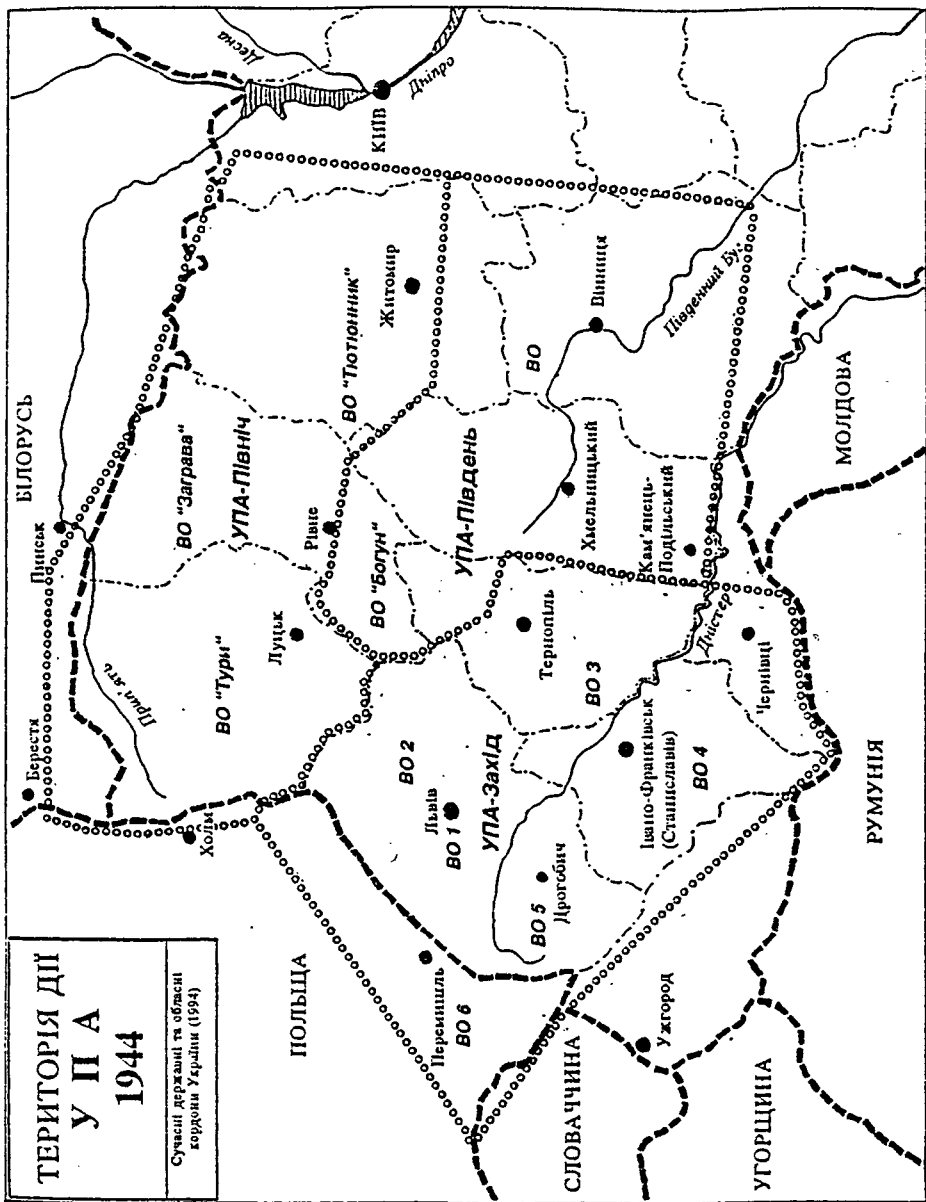 ТЕРИТОРІЯ ДІЇ
У П А
1944
Сучасні державні та обласні
кордони України (1994)
БІЛОРУСЬ
Пинськ
Берестя
Прип'ять
Десна
Дніпро
КИЇВ
ВО "Заграва"
УПА-ПІВНІЧ
ВО "Тютюнник"
Житомир
ВО "Тури"
Луцьк
Рівне
ВО "Богун"
Холм
ПОЛЬЩА
УПА-ПІВДЕНЬ
ВО
Вінниця
Хмельницький
Південний Бу
Кам'янець-
Подільський
ВО 2
Львів
ВО 1
УПА-ЗАХІД
Тернопіль
ВО 3
Дністер
Перемишль
ВО 6
ВО 5
Дрогобич
Івано-Франківськ
(Станиславів)
ВО 4
Чернівці
МОЛДОВА
СЛОВАЧЧИНА
Ужгород
УГОРЩИНА
РУМУНІЯ